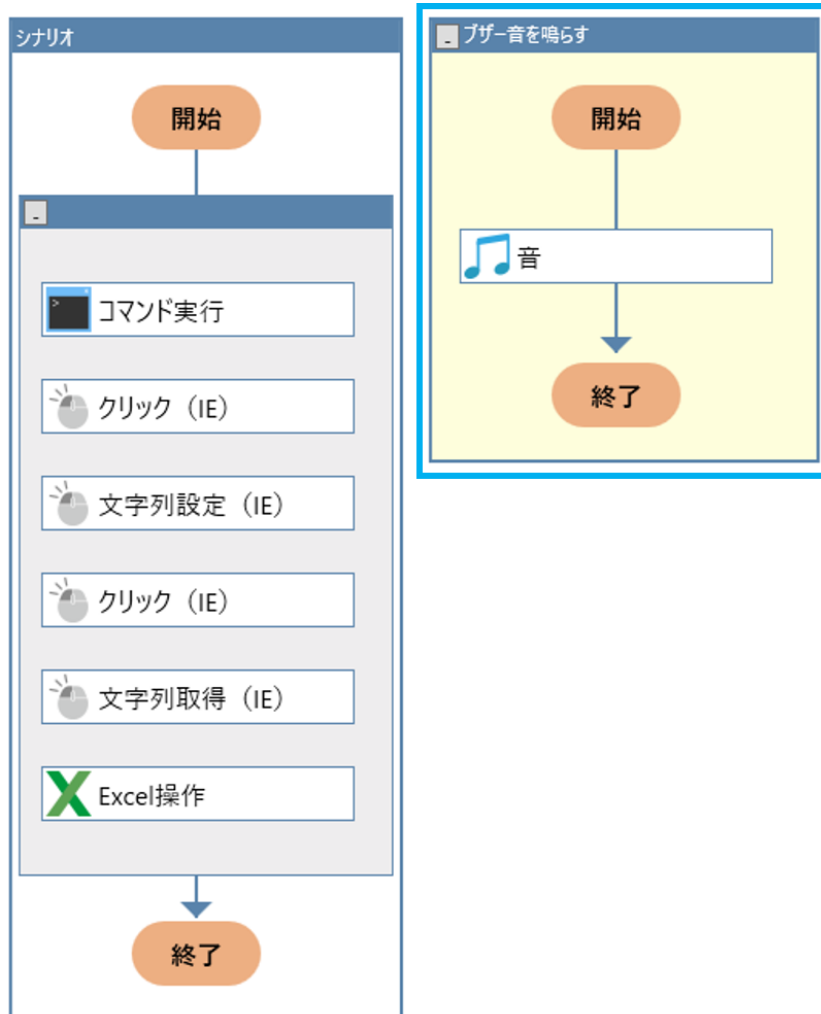 シナリオ
開始
コマンド実行
クリック（IE）
文字列設定（IE）
クリック（IE）
文字列取得（IE）
Excel操作
終了
ブザー音を鳴らす
開始
音
終了